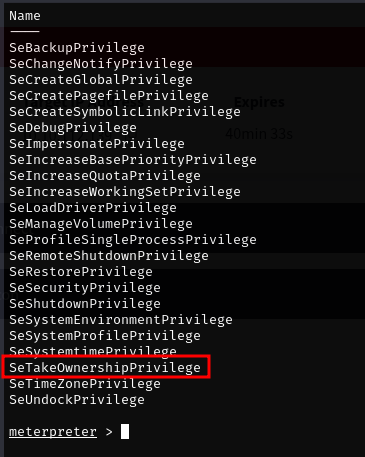 Name
----
SeBackupPrivilege
SeChangeNotifyPrivilege
SeCreateGlobalPrivilege
SeCreatePagefilePrivilege
Expires
SeCreateSymbolicLinkPrivilege
SeDebugPrivilege
40min 33s
SeImpersonatePrivilege
SeIncreaseBasePriorityPrivilege
SeIncreaseQuotaPrivilege
SeIncreaseWorkingSetPrivilege
SeLoadDriverPrivilege
SeManageVolumePrivilege
SeProfileSingleProcessPrivilege
SeRemoteShutdownPrivilege
SeRestorePrivilege
SeSecurityPrivilege
SeShutdownPrivilege
SeSystemEnvironmentPrivilege
SeSystemProfilePrivilege
SeSystemtimePrivilege
SeTakeOwnershipPrivilege
SeTimeZonePrivilege
SeUndockPrivilege
meterpreter >